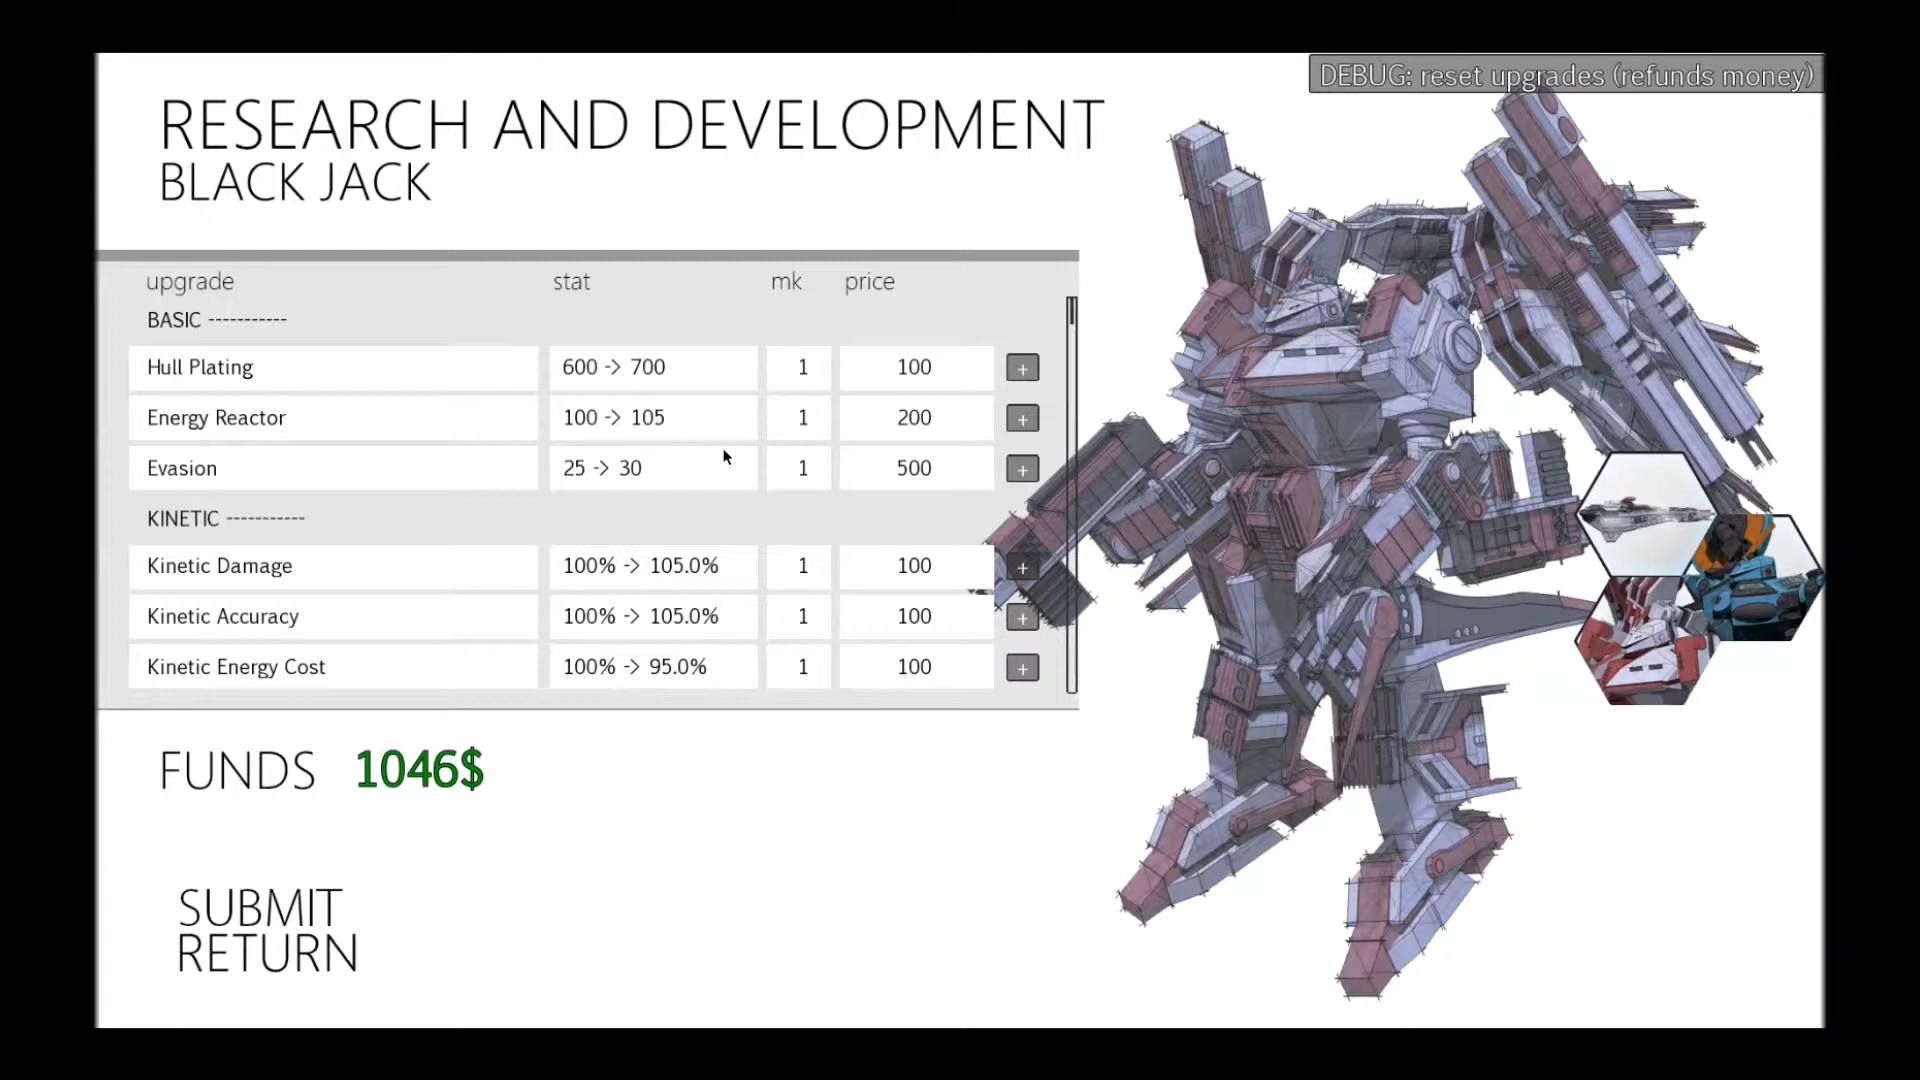 DEBUG: reset upgrades (refunds money)
RESEARCH AND DEVELOPMENT
BLACK JACK
upgrade stat mk price
BASIC -----------
Hull Plating 600 -> 700 1 100 +
Energy Reactor 100 -> 105 1 200 +
Evasion 25 -> 30 1 500 +
KINETIC -----------
Kinetic Damage 100% -> 105.0% 1 100 +
Kinetic Accuracy 100% -> 105.0% 1 100 +
Kinetic Energy Cost 100% -> 95.0% 1 100 +
FUNDS 1046$
SUBMIT
RETURN